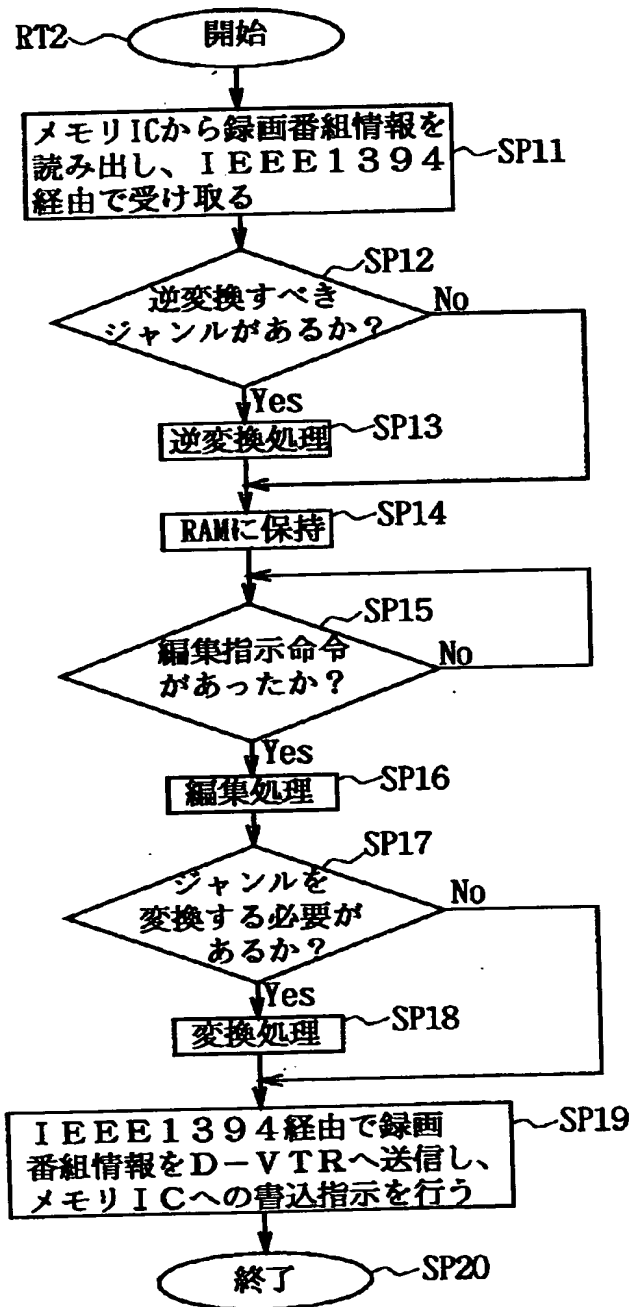 RT2
開始
メモリICから録画番組情報を
読み出し、ＩＥＥＥ１３９４
経由で受け取る
SP11
SP12
逆変換すべき
ジャンルがあるか？
No
Yes
逆変換処理
SP13
RAMに保持
SP14
SP15
編集指示命令
があったか？
No
Yes
編集処理
SP16
SP17
ジャンルを
変換する必要が
あるか？
No
Yes
変換処理
SP18
ＩＥＥＥ１３９４経由で録画
番組情報をＤ－ＶＴＲへ送信し、
メモリＩＣへの書込指示を行う
SP19
終了
SP20